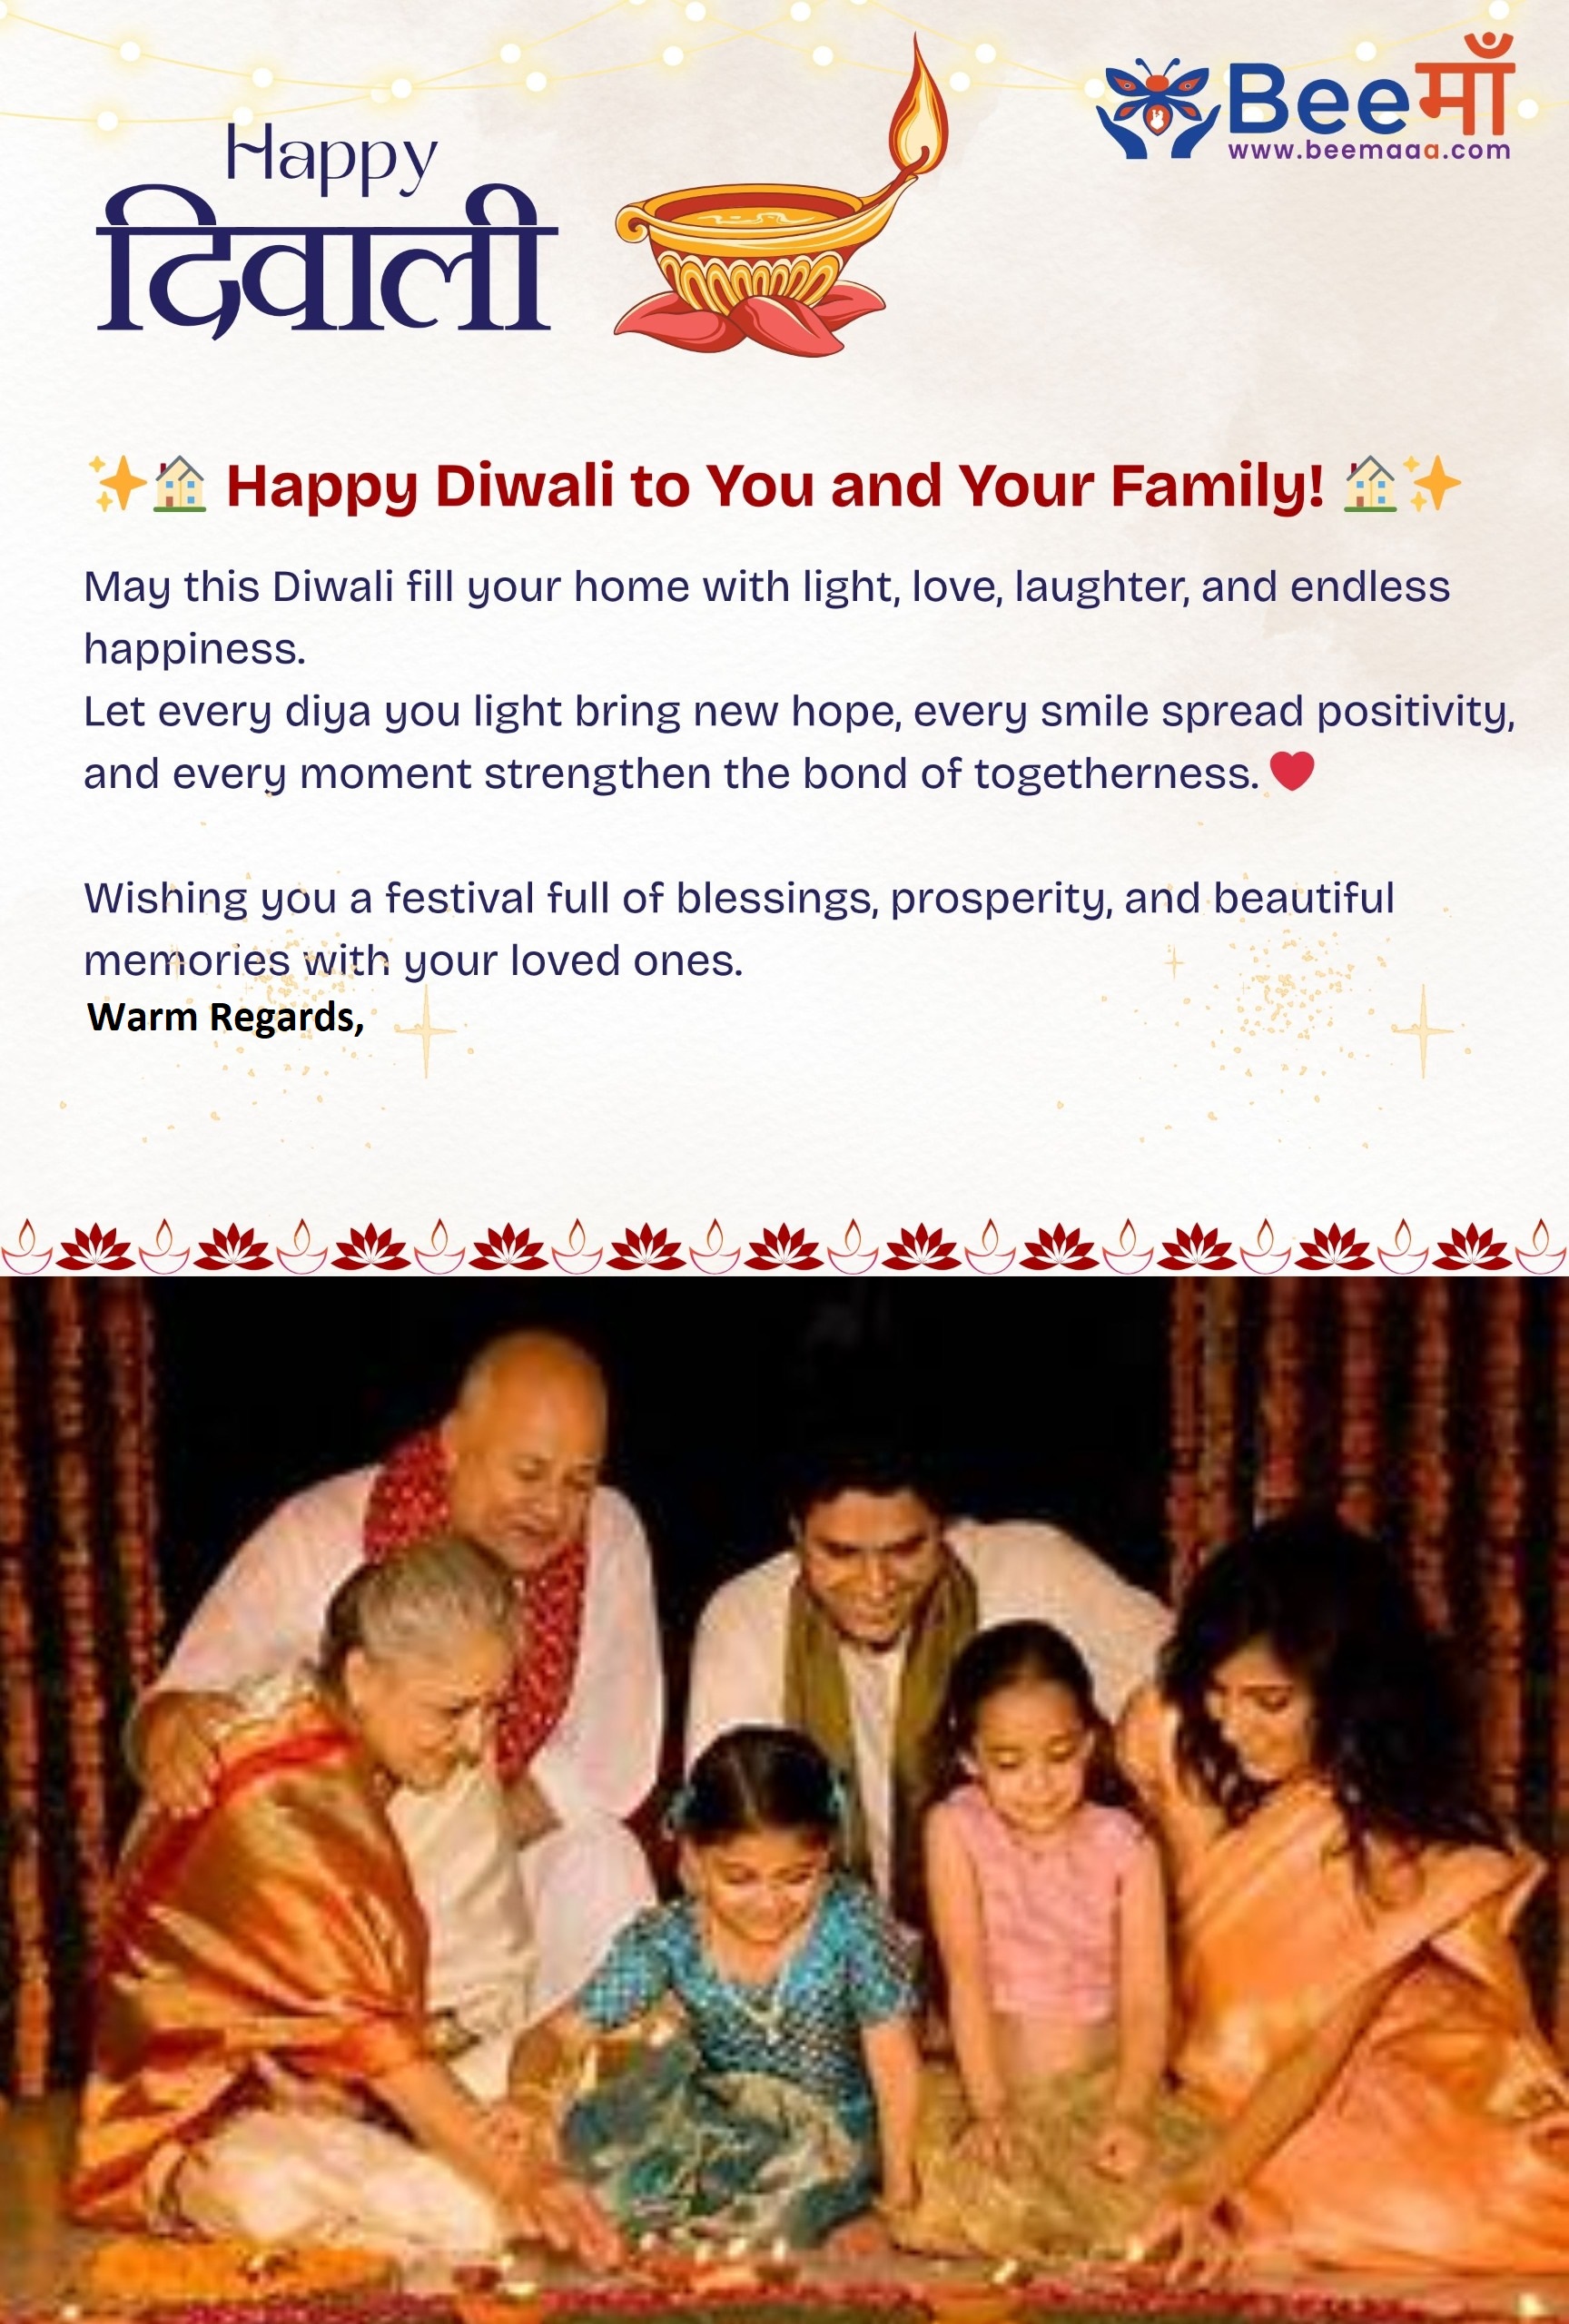 Beeमाँ
www.beemaaa.com
Happy
दिवाली
✨🏡 Happy Diwali to You and Your Family! 🏡✨
May this Diwali fill your home with light, love, laughter, and endless
happiness.
Let every diya you light bring new hope, every smile spread positivity,
and every moment strengthen the bond of togetherness. ❤️
Wishing you a festival full of blessings, prosperity, and beautiful
memories with your loved ones.
Warm Regards,